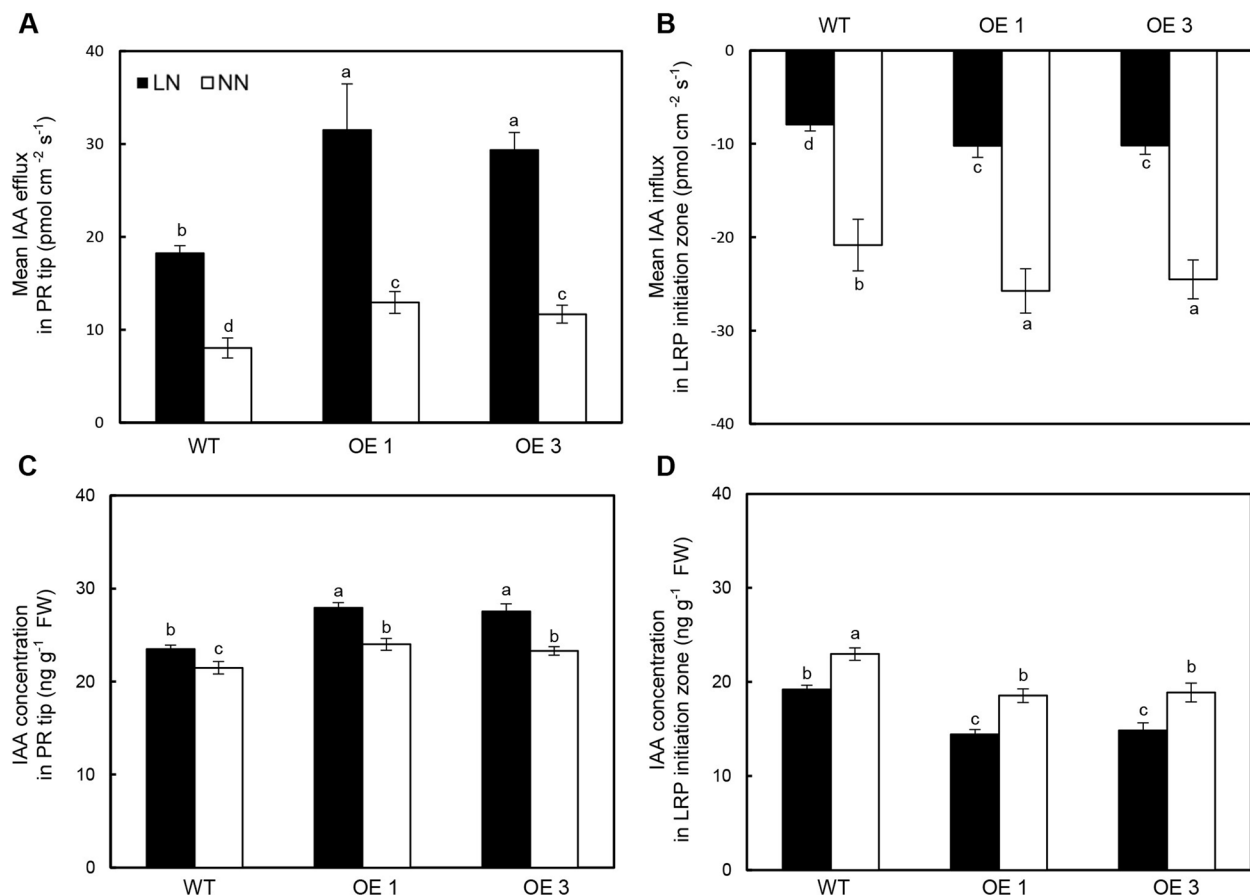 A
Mean IAA efflux
in PR tip (pmol cm⁻² s⁻¹)
40
30
20
10
0
LN
NN
b
d
a
c
a
c
WT
OE 1
OE 3
B
WT
OE 1
OE 3
Mean IAA influx
in LRP initiation zone (pmol cm⁻² s⁻¹)
0
-10
-20
-30
-40
d
b
c
a
c
a
C
IAA concentration
in PR tip (ng g⁻¹ FW)
40
30
20
10
0
b
c
a
b
a
b
WT
OE 1
OE 3
D
IAA concentration
in LRP initiation zone (ng g⁻¹ FW)
40
30
20
10
0
b
a
c
b
c
b
WT
OE 1
OE 3